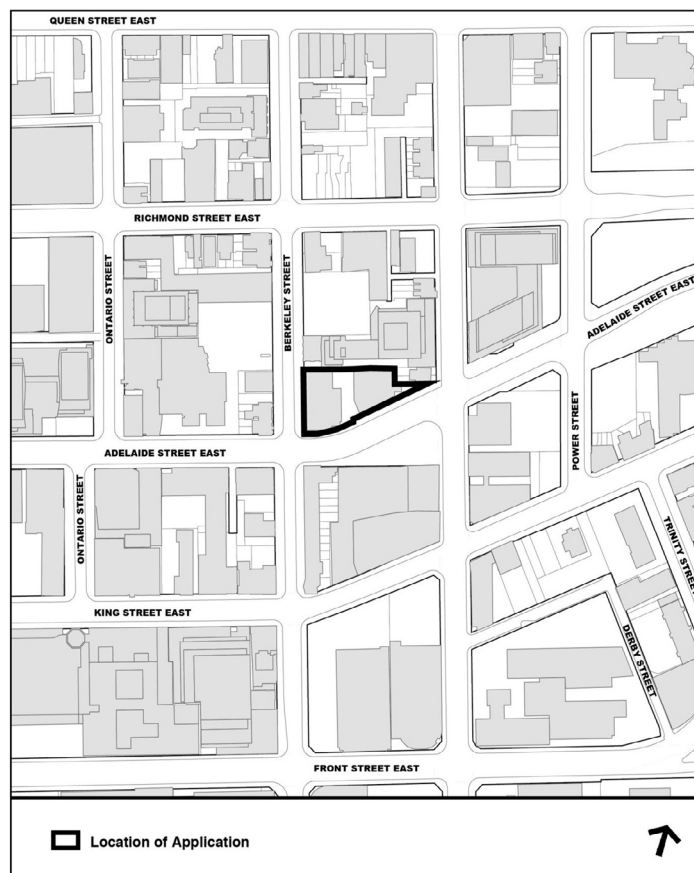 QUEEN STREET EAST
RICHMOND STREET EAST
ONTARIO STREET
BERKELEY STREET
ADELAIDE STREET EAST
ADELAIDE STREET EAST
POWER STREET
ONTARIO STREET
TRINITY STREET
KING STREET EAST
DERBY STREET
FRONT STREET EAST
Location of Application